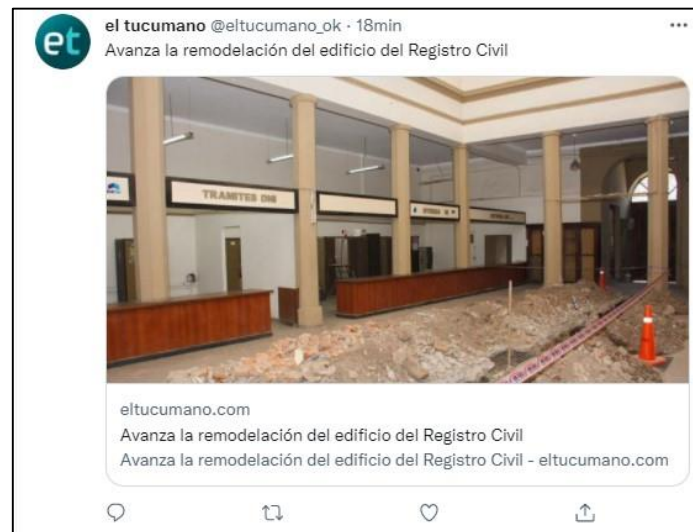 et
el tucumano @eltucumano_ok · 18min
Avanza la remodelación del edificio del Registro Civil
TRAMITES DNI
eltucumano.com
Avanza la remodelación del edificio del Registro Civil
Avanza la remodelación del edificio del Registro Civil - eltucumano.com